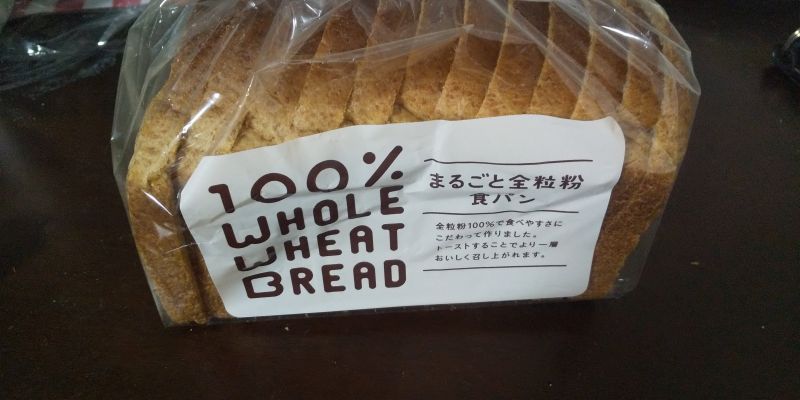 100%
WHOLE
WHEAT
BREAD
まるごと全粒粉
食パン
全粒粉100%で食べやすさに
こだわって作りました。
トーストすることでより一層
おいしく召し上がれます。